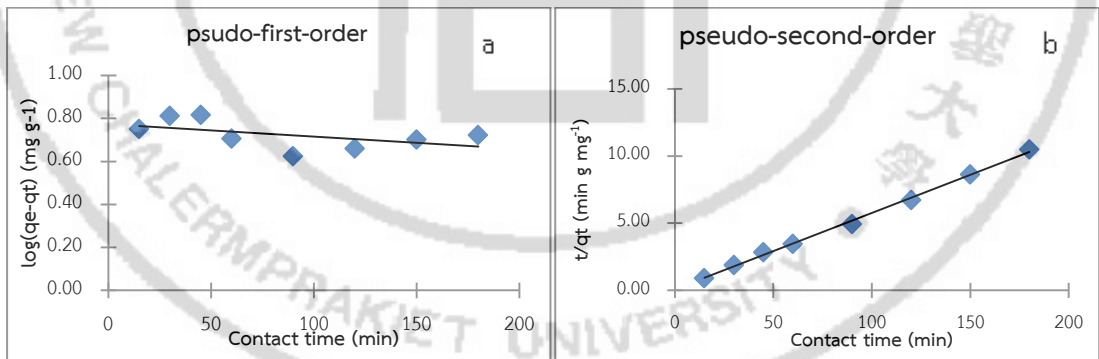 psudo-first-order
a
log(qe-qt) (mg g-1)
1.00
0.80
0.60
0.40
0.20
0.00
0
50
100
150
200
Contact time (min)
pseudo-second-order
b
t/qt (min g mg-1)
15.00
10.00
5.00
0.00
0
50
100
150
200
Contact time (min)
CHALERMPRAKIET UNIVERSITY